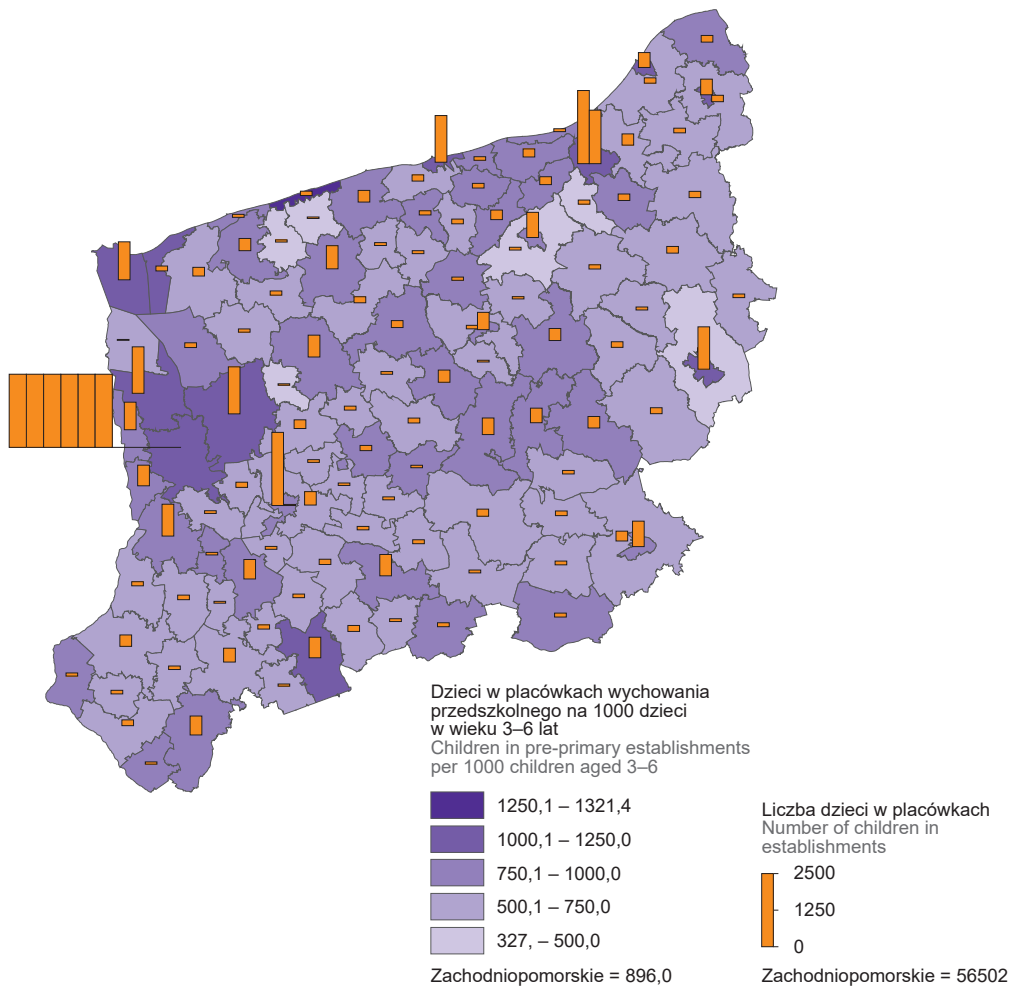 Dzieci w placówkach wychowania
przedszkolnego na 1000 dzieci
w wieku 3–6 lat
Children in pre-primary establishments
per 1000 children aged 3–6
1250,1 – 1321,4
1000,1 – 1250,0
750,1 – 1000,0
500,1 – 750,0
327, – 500,0
Zachodniopomorskie = 896,0
Liczba dzieci w placówkach
Number of children in
establishments
2500
1250
0
Zachodniopomorskie = 56502